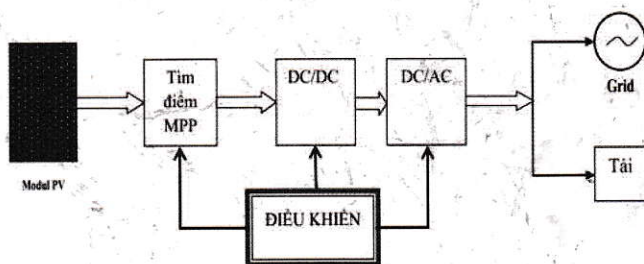 Modul PV
Tìm
điểm
MPP
DC/DC
DC/AC
Grid
Tải
ĐIỀU KHIỂN